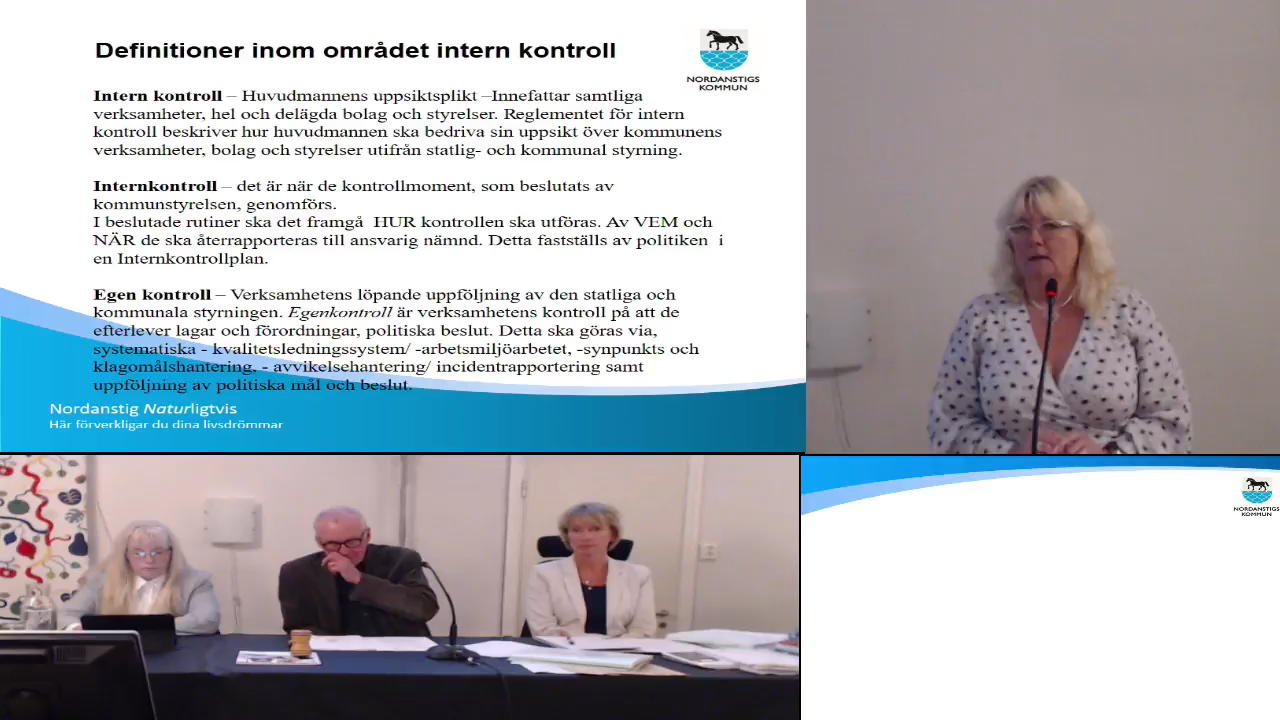 Definitioner inom området intern kontroll
NORDANSTIGS
KOMMUN
Intern kontroll – Huvudmannens uppsiktsplikt –Innefattar samtliga
verksamheter, hel och delägda bolag och styrelser. Reglementet för intern
kontroll beskriver hur huvudmannen ska bedriva sin uppsikt över kommunens
verksamheter, bolag och styrelser utifrån statlig- och kommunal styrning.
Internkontroll – det är när de kontrollmoment, som beslutats av
kommunstyrelsen, genomförs.
I beslutade rutiner ska det framgå  HUR kontrollen ska utföras. Av VEM och
NÄR de ska återrapporteras till ansvarig nämnd. Detta fastställs av politiken  i
en Internkontrollplan.
Egen kontroll – Verksamhetens löpande uppföljning av den statliga och
kommunala styrningen. Egenkontroll är verksamhetens kontroll på att de
efterlever lagar och förordningar, politiska beslut. Detta ska göras via,
systematiska - kvalitetsledningssystem/ -arbetsmiljöarbetet, -synpunkts och
klagomålshantering, - avvikelsehantering/ incidentrapportering samt
uppföljning av politiska mål och beslut.
Nordanstig Naturligtvis
Här förverkligar du dina livsdrömmar
NORDANSTIGS
KOMMUN